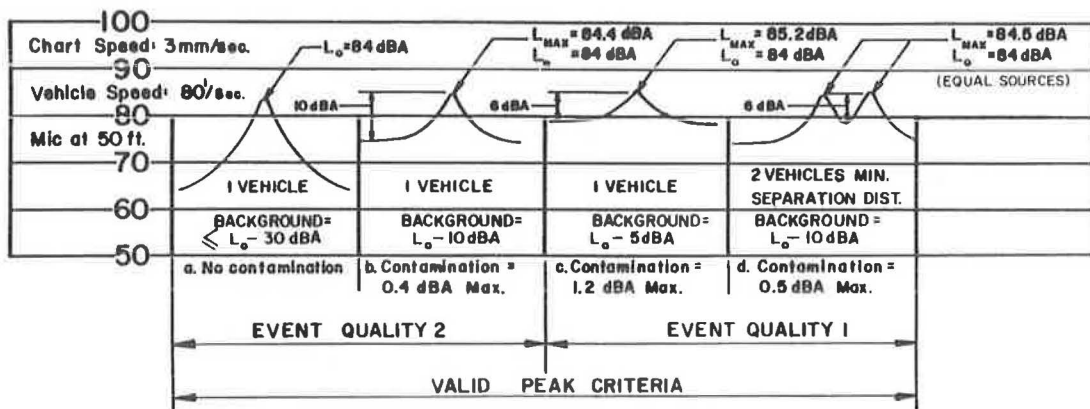 100
Chart Speed: 3mm/sec.
90
Vehicle Speed: 80'/sec.
80
Mic at 50 ft.
70
60
50
Lo=84 dBA
LMAX=84.4 dBA
Lo=84 dBA
LMAX=85.2dBA
Lo=84 dBA
LMAX=84.5 dBA
Lo=84 dBA
(EQUAL SOURCES)
10 dBA
6 dBA
6 dBA
1 VEHICLE
1 VEHICLE
1 VEHICLE
2 VEHICLES MIN.
SEPARATION DIST.
BACKGROUND=
≤ Lo-30 dBA
BACKGROUND=
Lo-10dBA
BACKGROUND=
Lo-5dBA
BACKGROUND=
Lo-10dBA
a. No contamination
b. Contamination =
0.4 dBA Max.
c. Contamination =
1.2 dBA Max.
d. Contamination =
0.5 dBA Max.
EVENT QUALITY 2
EVENT QUALITY 1
VALID PEAK CRITERIA